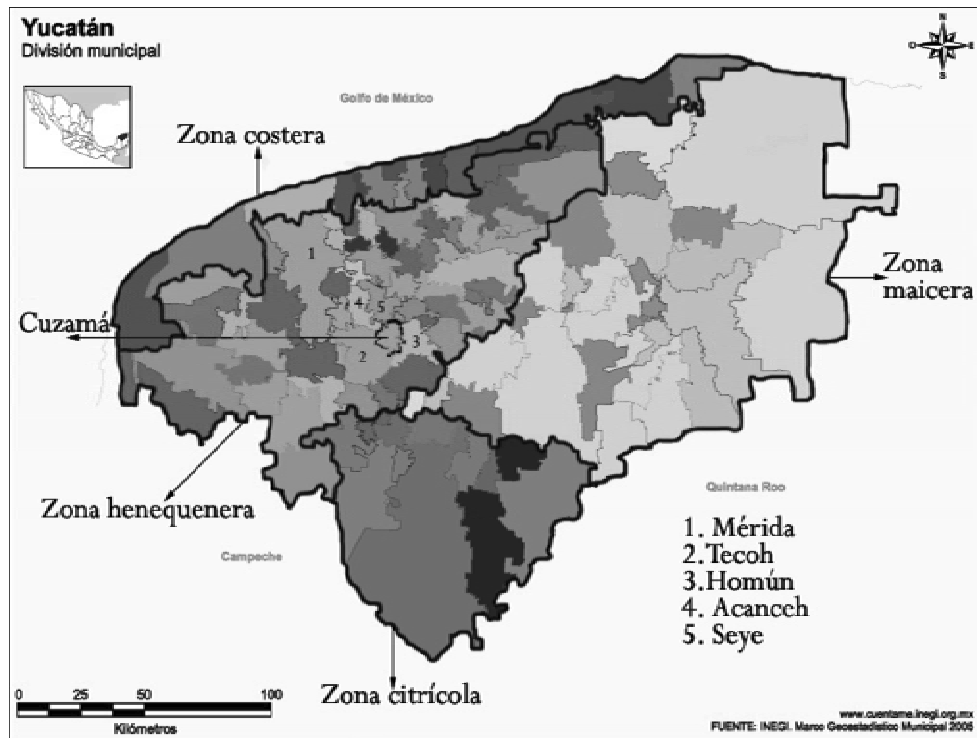 Yucatán
División municipal
N
O
E
S
Golfo de México
Zona costera
1
Zona
maicera
4
5
Cuzamá
3
2
Zona henequenera
Quintana Roo
Campeche
1. Mérida
2.Tecoh
3.Homún
4. Acanceh
5. Seye
Zona citrícola
0 25 50 100
Kilómetros
www.cuentame.inegi.org.mx
FUENTE: INEGI. Marco Geoestadístico Municipal 2005